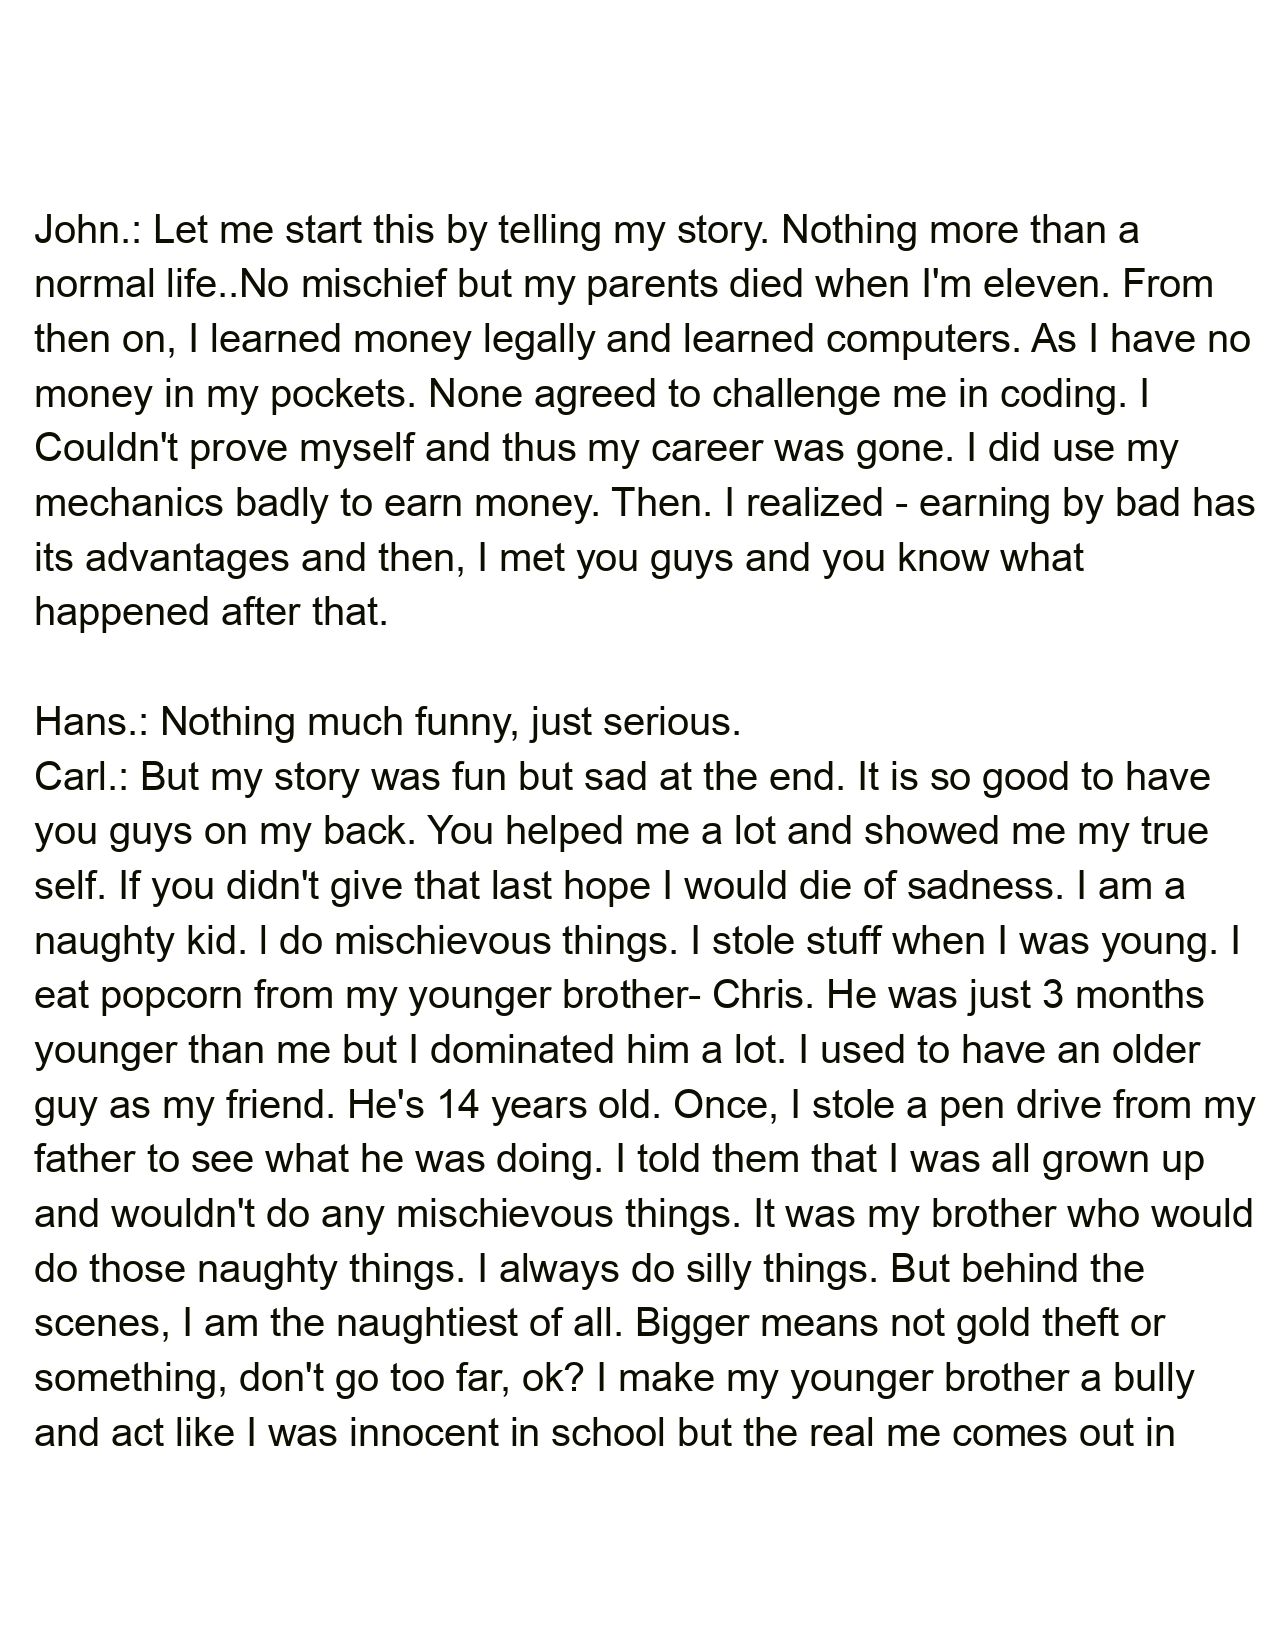 John.: Let me start this by telling my story. Nothing more than a
normal life..No mischief but my parents died when I'm eleven. From
then on, I learned money legally and learned computers. As I have no
money in my pockets. None agreed to challenge me in coding. I
Couldn't prove myself and thus my career was gone. I did use my
mechanics badly to earn money. Then. I realized - earning by bad has
its advantages and then, I met you guys and you know what
happened after that.
Hans.: Nothing much funny, just serious.
Carl.: But my story was fun but sad at the end. It is so good to have
you guys on my back. You helped me a lot and showed me my true
self. If you didn't give that last hope I would die of sadness. I am a
naughty kid. I do mischievous things. I stole stuff when I was young. I
eat popcorn from my younger brother- Chris. He was just 3 months
younger than me but I dominated him a lot. I used to have an older
guy as my friend. He's 14 years old. Once, I stole a pen drive from my
father to see what he was doing. I told them that I was all grown up
and wouldn't do any mischievous things. It was my brother who would
do those naughty things. I always do silly things. But behind the
scenes, I am the naughtiest of all. Bigger means not gold theft or
something, don't go too far, ok? I make my younger brother a bully
and act like I was innocent in school but the real me comes out in